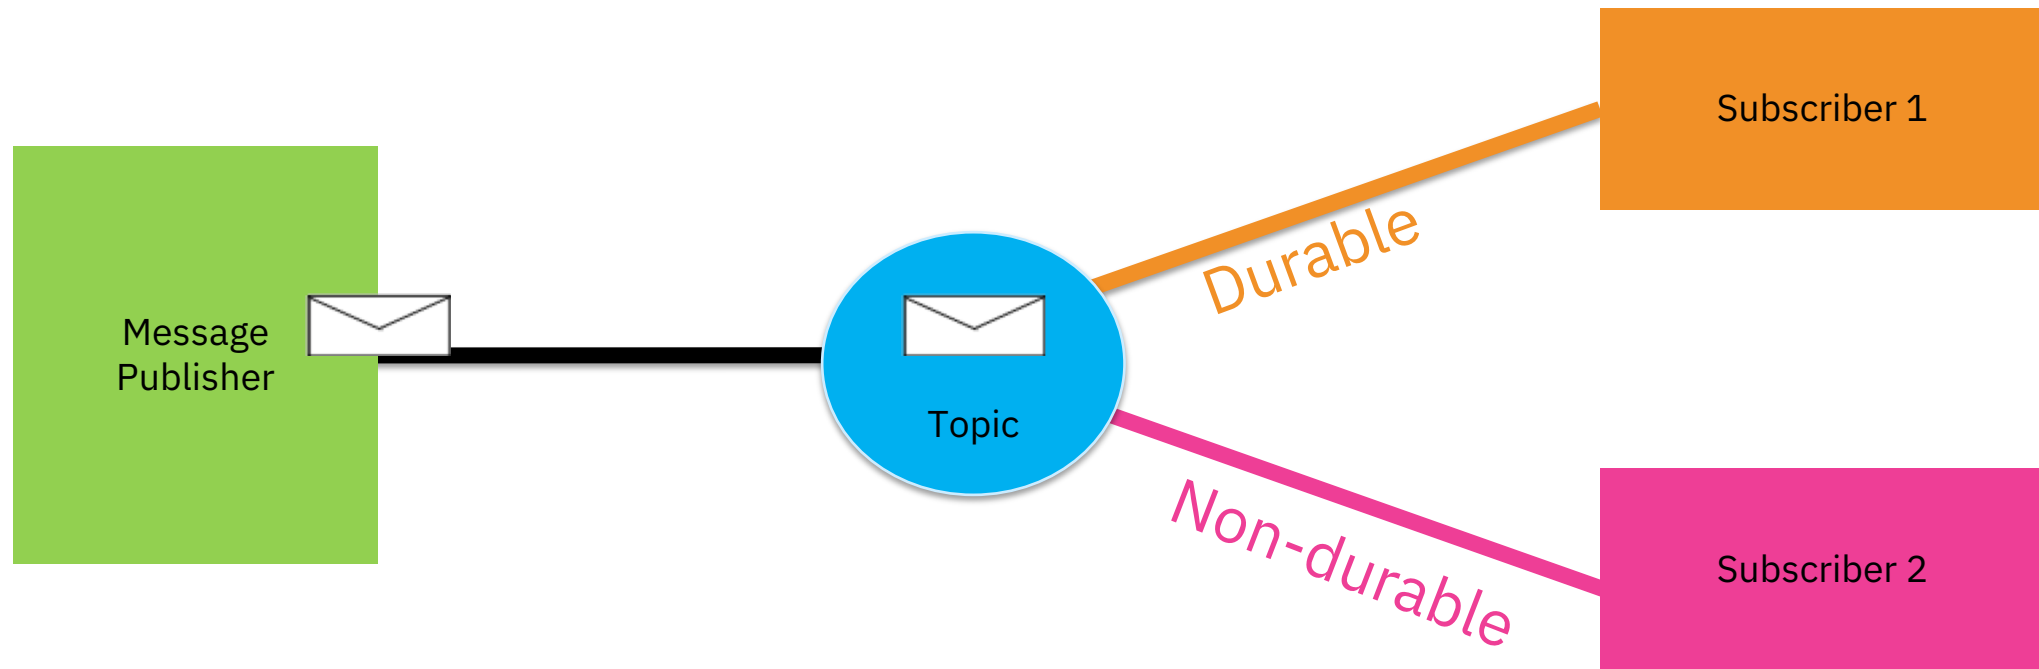 Message
Publisher
Topic
Durable
Non-durable
Subscriber 1
Subscriber 2